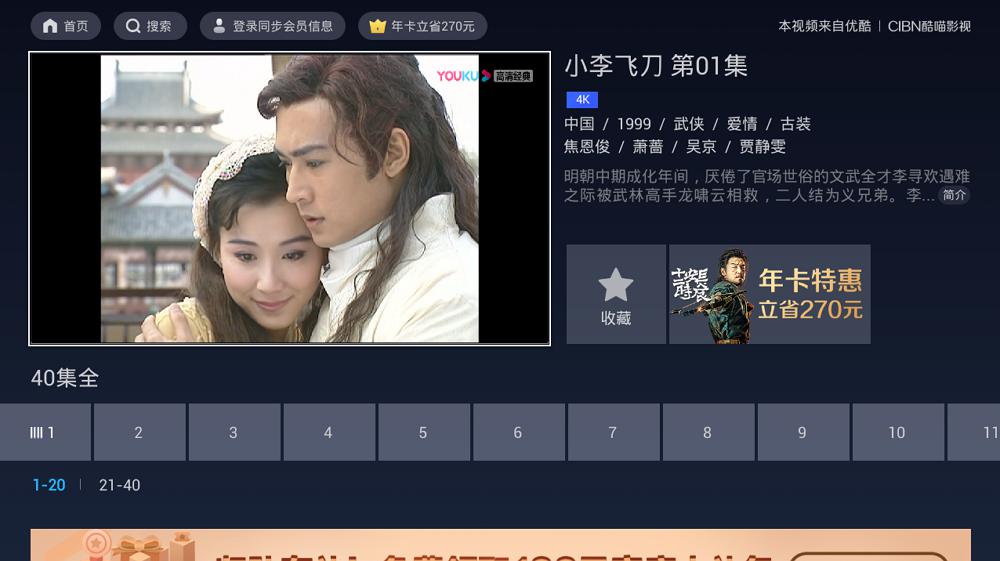 首页
搜索
登录同步会员信息
年卡立省270元
本视频来自优酷 | CIBN酷喵影视
YOUKU 高清经典
小李飞刀 第01集
4K
中国 / 1999 / 武侠 / 爱情 / 古装
焦恩俊 / 萧蔷 / 吴京 / 贾静雯
明朝中期成化年间，厌倦了官场世俗的文武全才李寻欢遇难
之际被武林高手龙啸云相救，二人结为义兄弟。李...
简介
收藏
年卡特惠
立省270元
40集全
1 2 3 4 5 6 7 8 9 10 11
1-20 | 21-40